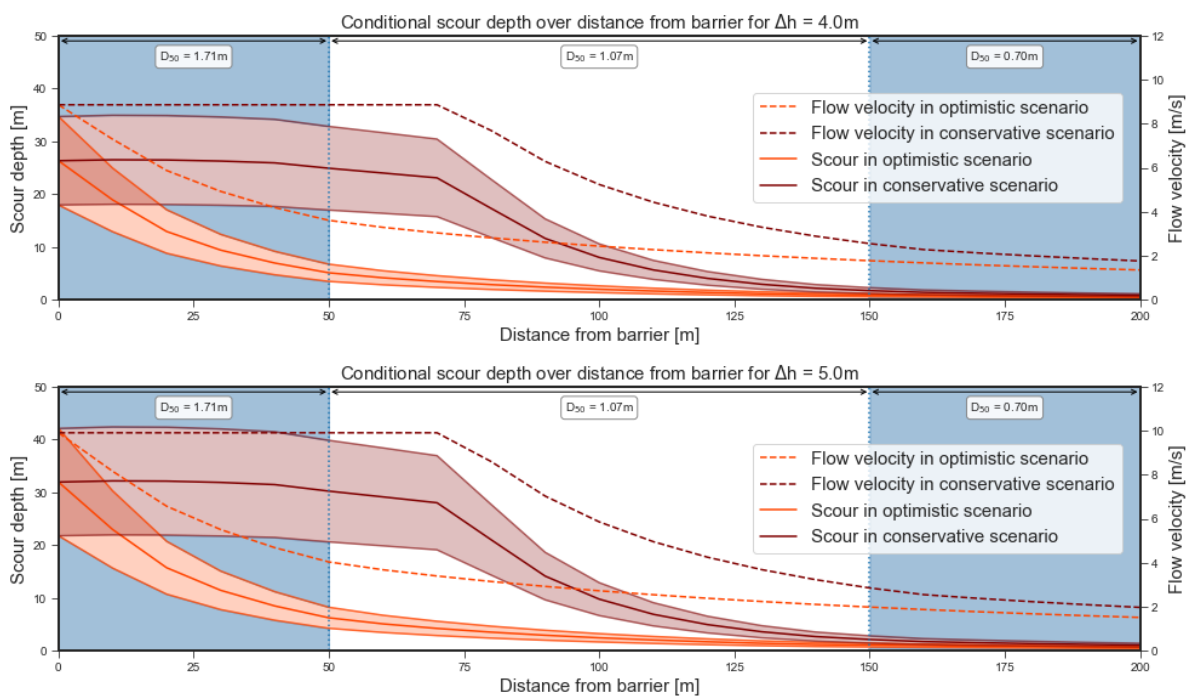 Conditional scour depth over distance from barrier for Δh = 4.0m
D₅₀ = 1.71m
D₅₀ = 1.07m
D₅₀ = 0.70m
50
40
30
20
10
0
Scour depth [m]
12
10
8
6
4
2
0
Flow velocity [m/s]
Flow velocity in optimistic scenario
Flow velocity in conservative scenario
Scour in optimistic scenario
Scour in conservative scenario
0 25 50 75 100 125 150 175 200
Distance from barrier [m]
Conditional scour depth over distance from barrier for Δh = 5.0m
D₅₀ = 1.71m
D₅₀ = 1.07m
D₅₀ = 0.70m
50
40
30
20
10
0
Scour depth [m]
12
10
8
6
4
2
0
Flow velocity [m/s]
Flow velocity in optimistic scenario
Flow velocity in conservative scenario
Scour in optimistic scenario
Scour in conservative scenario
0 25 50 75 100 125 150 175 200
Distance from barrier [m]